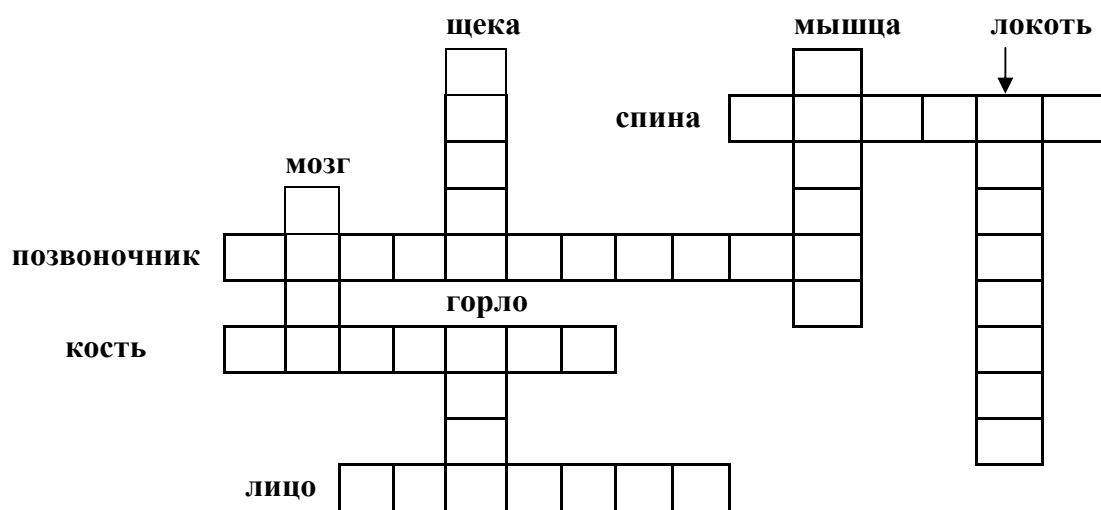 щека мышца локоть
спина
мозг
позвоночник
горло
кость
лицо